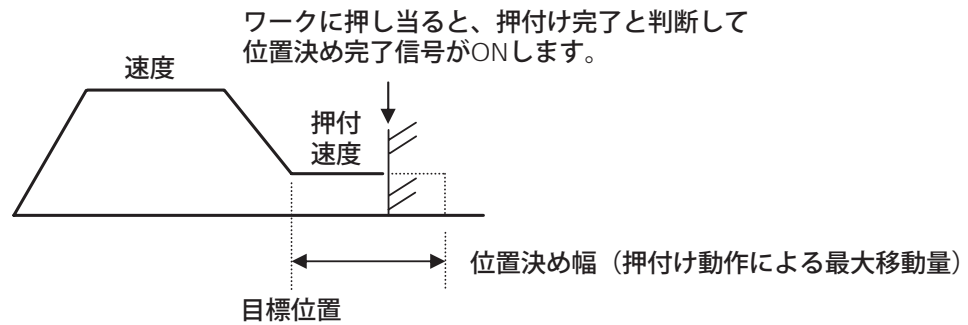 ワークに押し当ると、押付け完了と判断して
位置決め完了信号がONします。
速度
押付
速度
位置決め幅（押付け動作による最大移動量）
目標位置